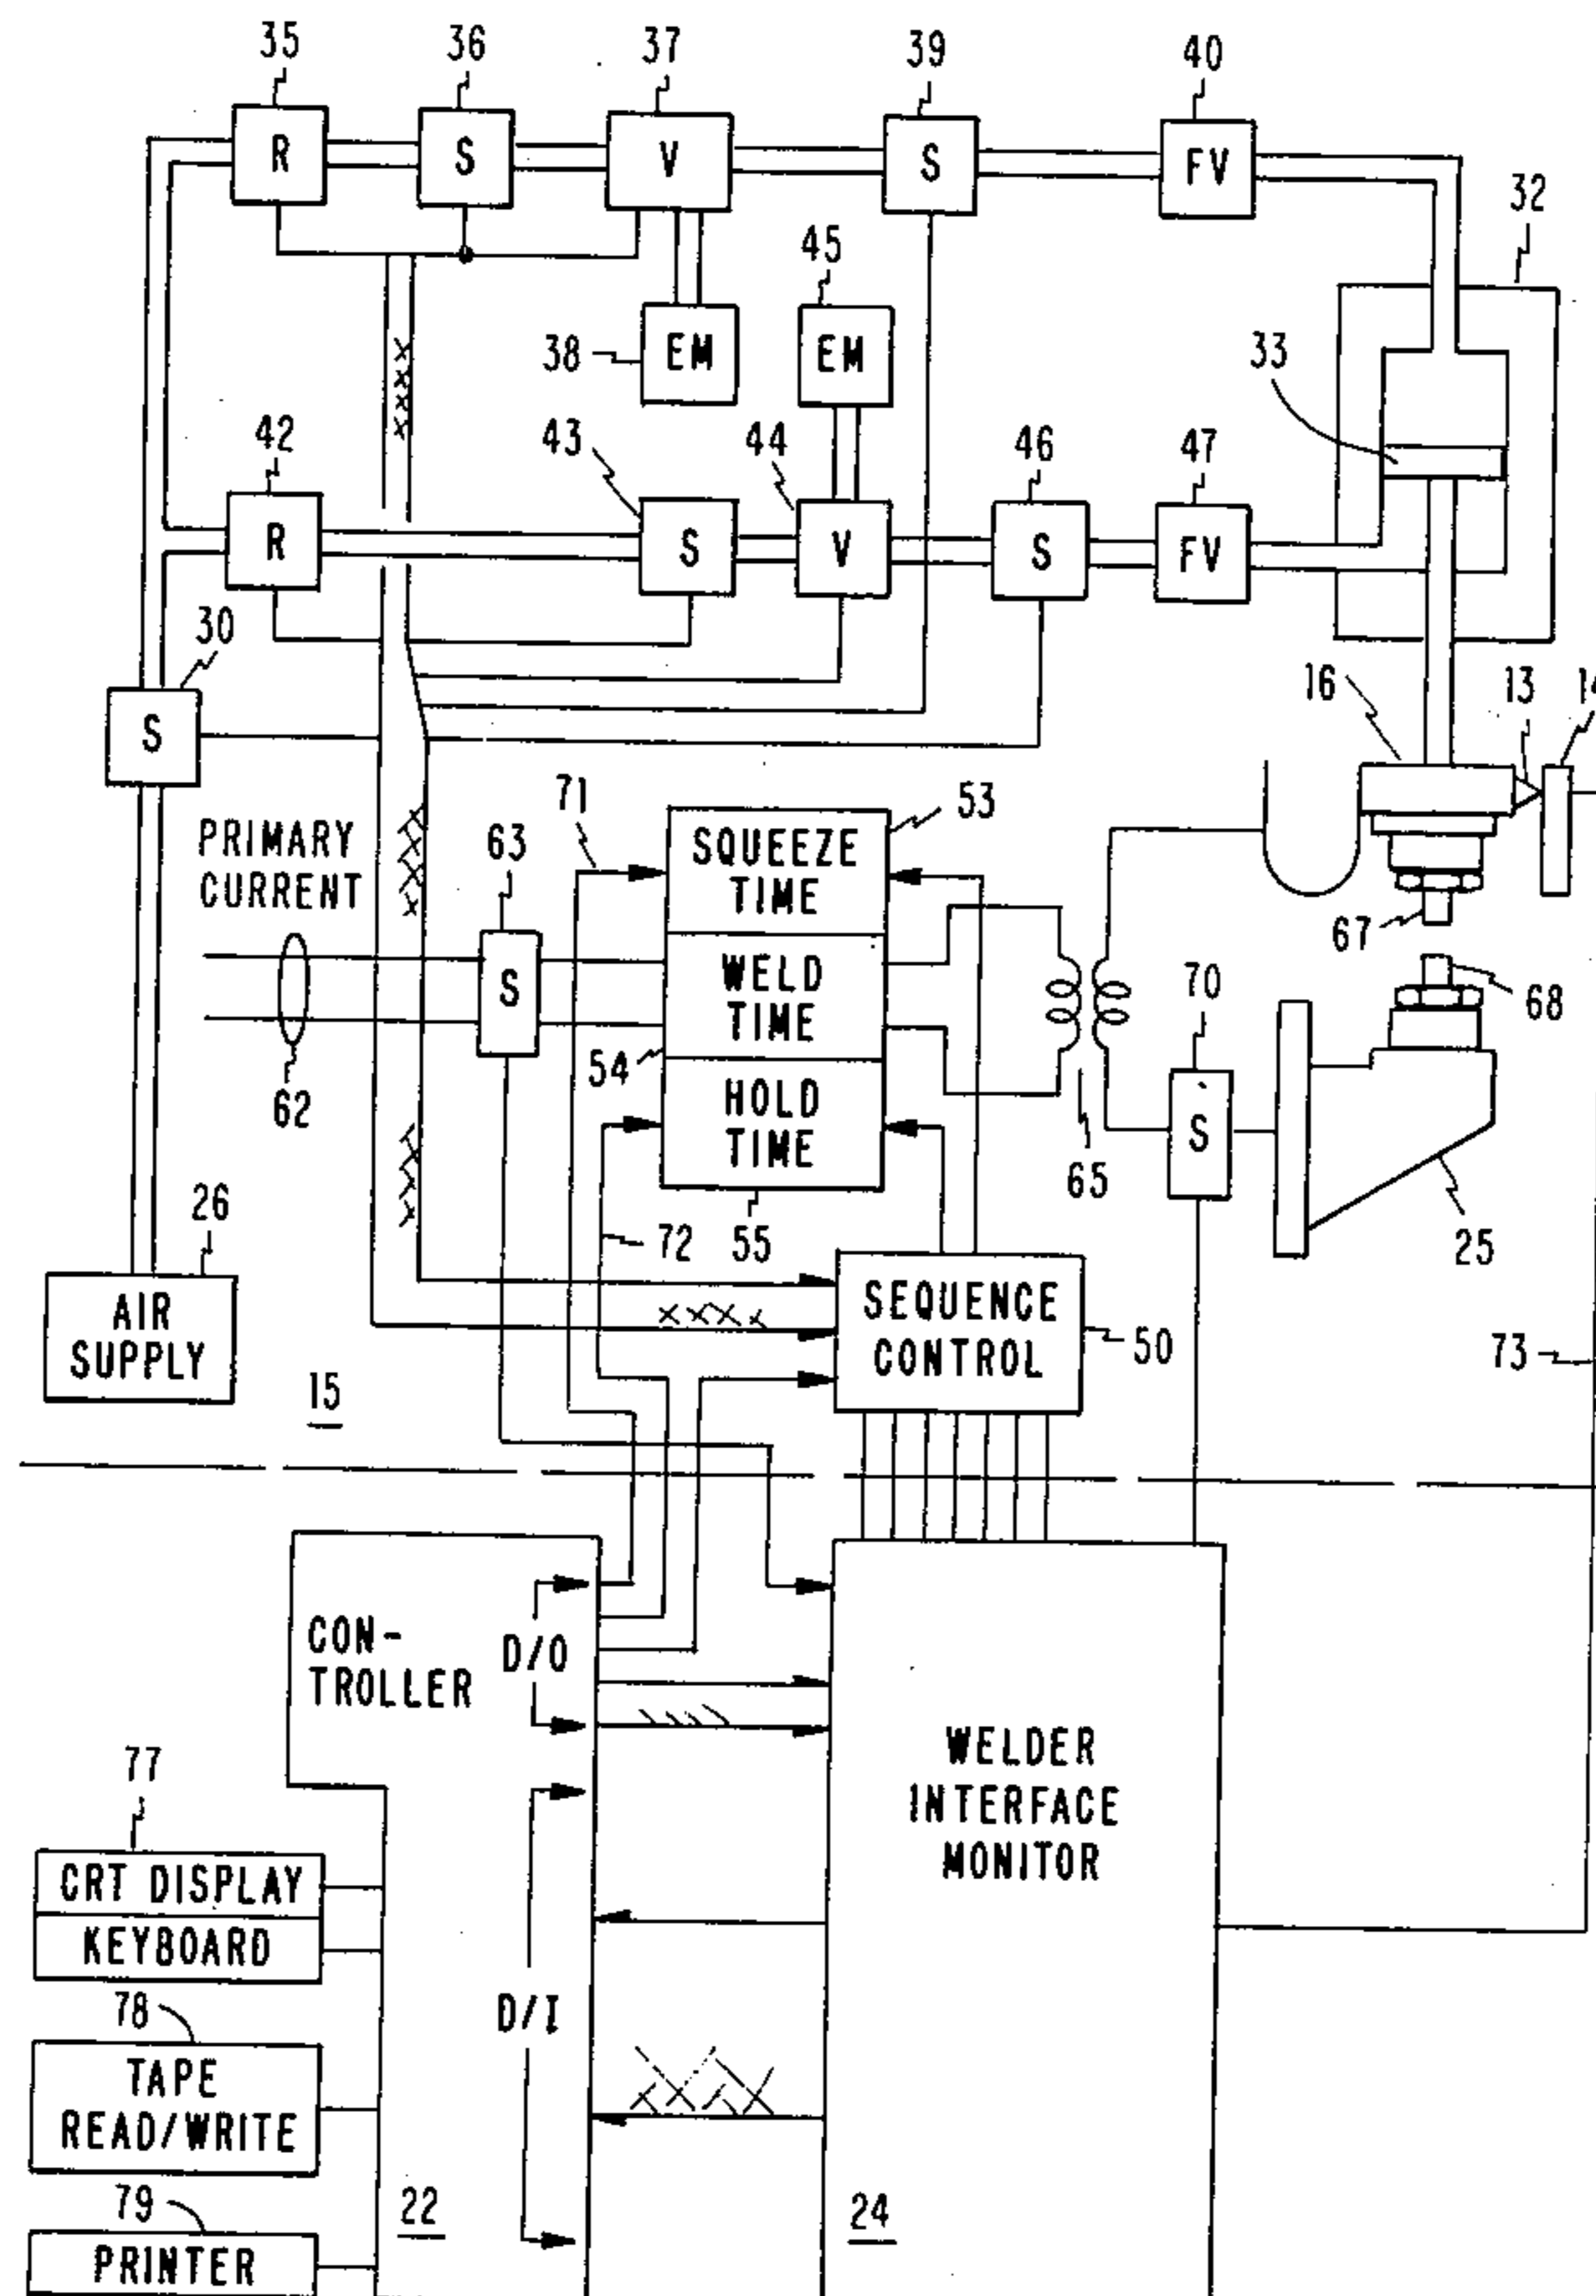 35 36 37 39 40
R S V S FV
32
45
38 EM EM
33
42 43 44 46 47
R S V S FV
30
S
16 13
71 53
PRIMARY
CURRENT
63
SQUEEZE
TIME
67
S
WELD
TIME
70
68
54
62
HOLD
TIME
S
65
26
72 55
25
AIR
SUPPLY
SEQUENCE
CONTROL
50
73
15
CON-
TROLLER
D/O
WELDER
INTERFACE
MONITOR
77
CRT DISPLAY
KEYBOARD
D/I
78
TAPE
READ/WRITE
79
22
24
PRINTER